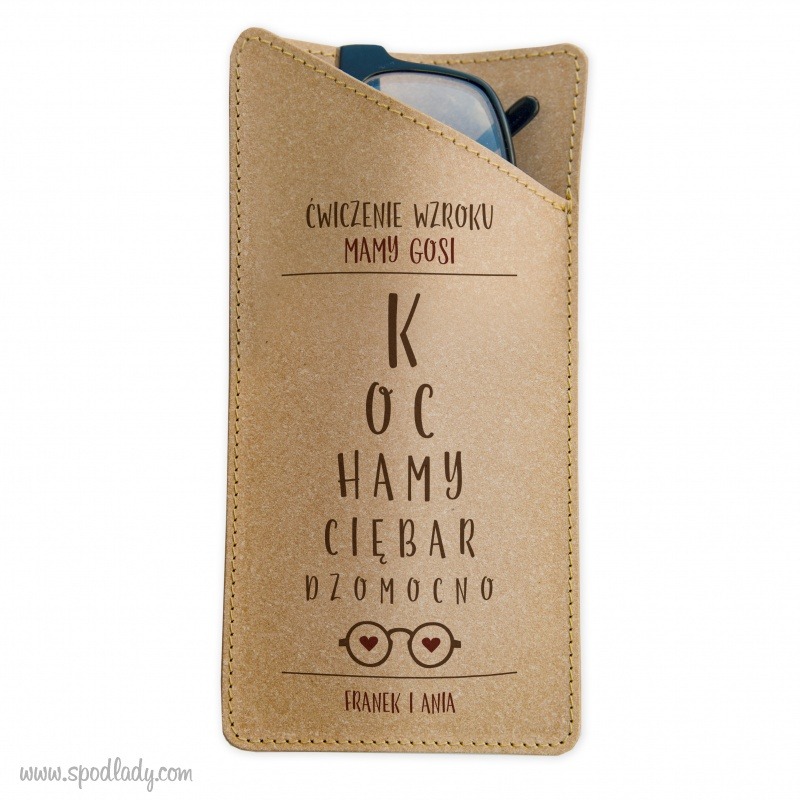 ĆWICZENIE WZROKU
MAMY GOSI
K
OC
HAMY
CIĘBAR
DZOMOCNO
FRANEK I ANIA
www.spodlady.com